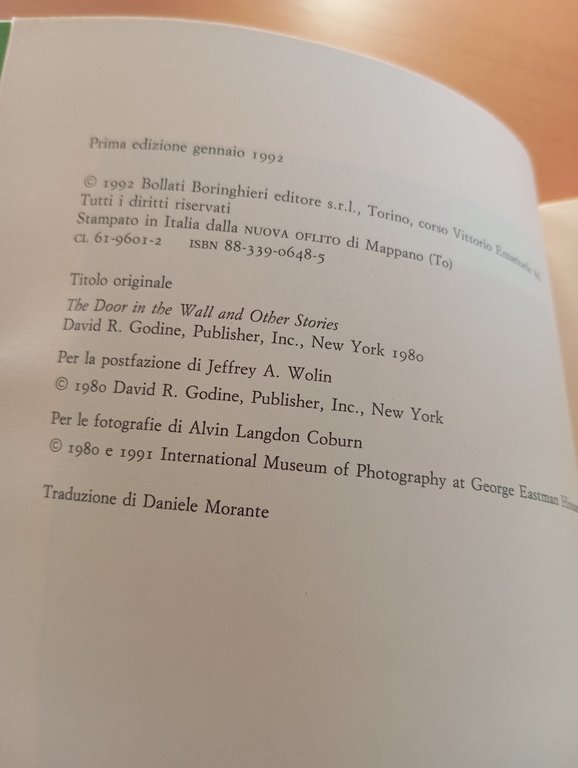 Prima edizione gennaio 1992
© 1992 Bollati Boringhieri editore s.r.l., Torino, corso Vittorio Emanuele
Tutti i diritti riservati
Stampato in Italia dalla NUOVA OFLITO di Mappano (To)
CL 61-9601-2 ISBN 88-339-0648-5
Titolo originale
The Door in the Wall and Other Stories
David R. Godine, Publisher, Inc., New York 1980
Per la postfazione di Jeffrey A. Wolin
© 1980 David R. Godine, Publisher, Inc., New York
Per le fotografie di Alvin Langdon Coburn
© 1980 e 1991 International Museum of Photography at George Eastman House
Traduzione di Daniele Morante